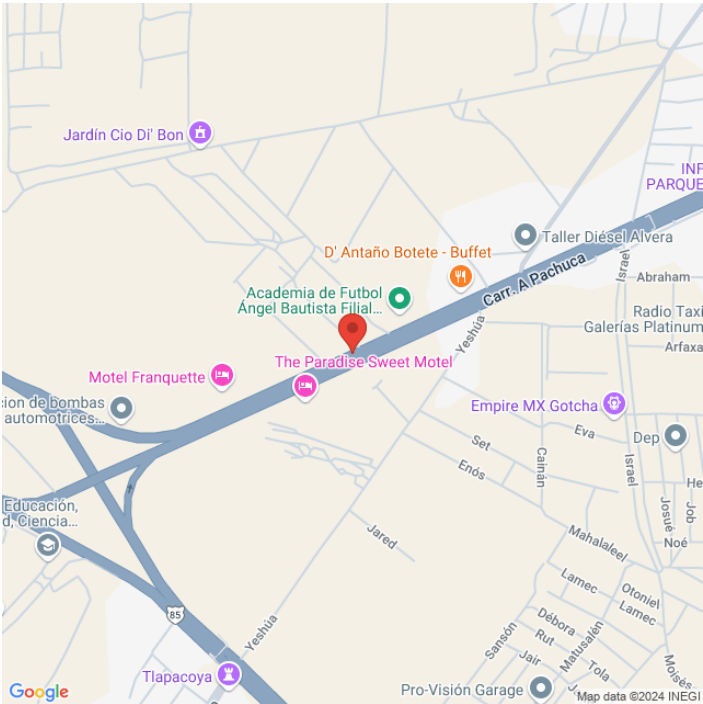 Jardín Cio Di' Bon
INF
PARQUE
Taller Diésel Alvera
D' Antaño Botete - Buffet
Carr. A Pachuca
Israel
Abraham
Academia de Futbol
Ángel Bautista Filial...
Yeshúa
Radio Taxi
Galerías Platinum
Arfaxa
The Paradise Sweet Motel
Motel Franquette
cion de bombas
automotrices...
Empire MX Gotcha
Eva
Dep
Set
Cainán
Israel
Enós
He
Educación,
d, Ciencia...
Josué
Job
Noé
Jared
Mahalaleel
Lamec
Otoniel
Lamec
85
Yeshúa
Débora
Rut
Jair
Sansón
Matusalén
Tola
Moisés
J
Tlapacoya
Pro-Visión Garage
Google
Map data ©2024 INEGI